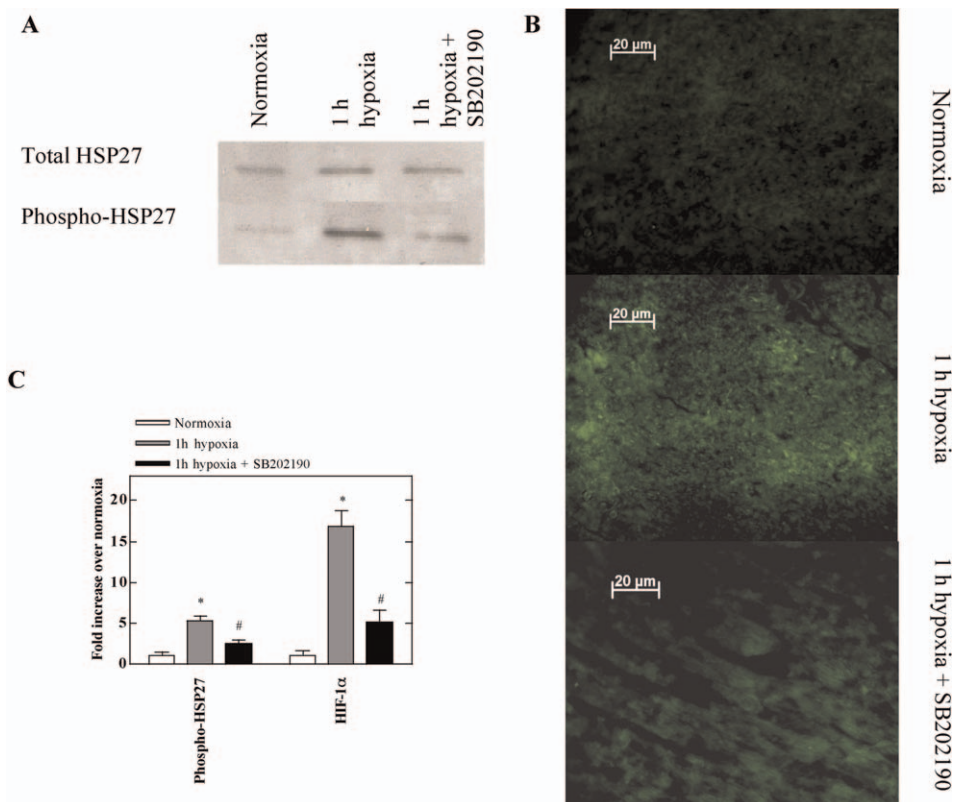 A
Normoxia
1 h
hypoxia
1 h
hypoxia +
SB202190
Total HSP27
Phospho-HSP27
B
20 µm
Normoxia
20 µm
1 h hypoxia
20 µm
1 h hypoxia + SB202190
C
Normoxia
1h hypoxia
1h hypoxia + SB202190
Fold increase over normoxia
20
15
10
5
0
*
#
*
#
Phospho-HSP27
HIF-1α